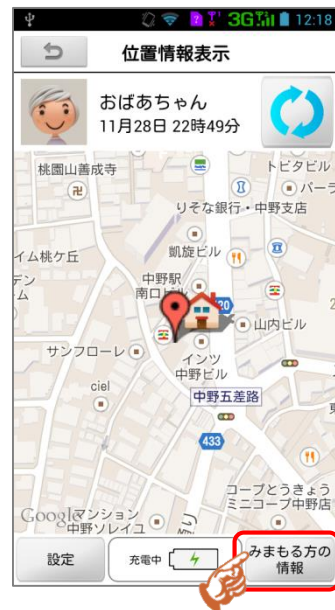 3G 12:18
位置情報表示
おばあちゃん
11月28日 22時49分
桃園山善成寺
トビタビル
パーラ
りそな銀行・中野支店
凱旋ビル
イム桃ケ丘
デン
ム
中野駅
南口ビル
山内ビル
サンフローレ
インツ
中野ビル
ciel
中野五差路
433
コープとうきょう
ミニコープ中野店
Google
マンション
中野ソレイユ
設定
充電中
みまもる方の
情報